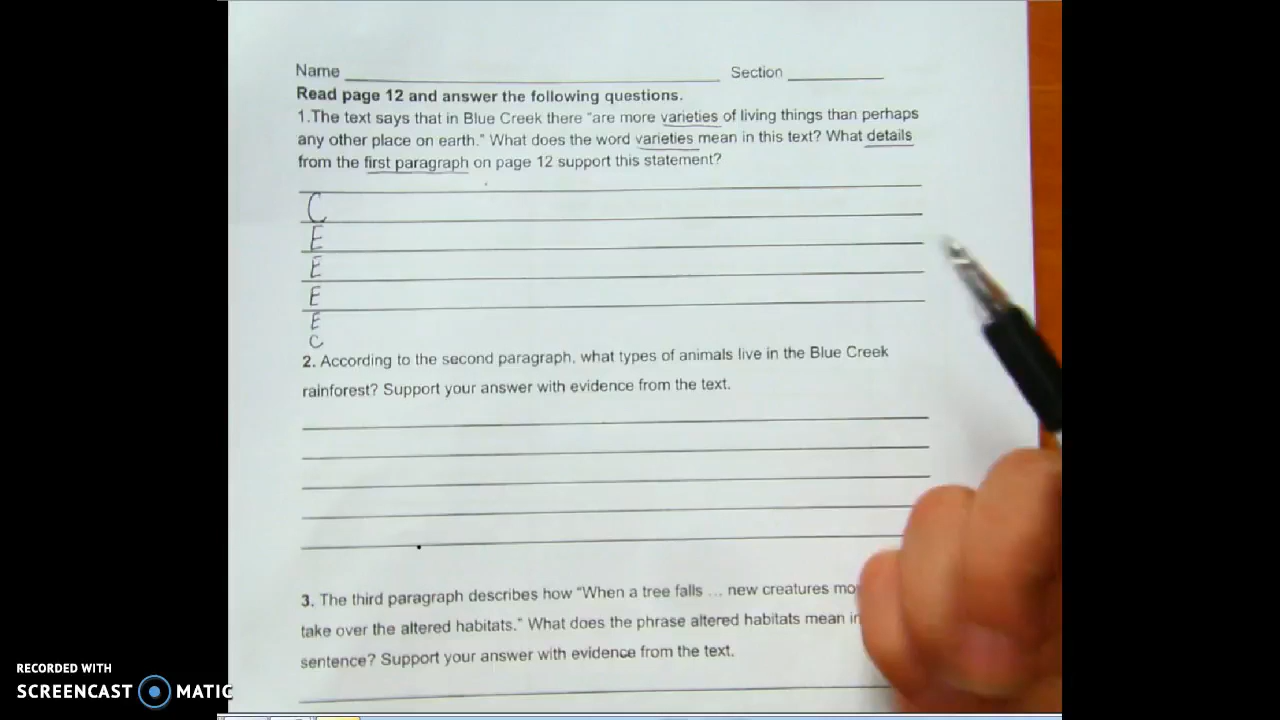 Name Section
Read page 12 and answer the following questions.
1.The text says that in Blue Creek there “are more varieties of living things than perhaps
any other place on earth.” What does the word varieties mean in this text? What details
from the first paragraph on page 12 support this statement?
C
E
E
E
E
C
2. According to the second paragraph, what types of animals live in the Blue Creek
rainforest? Support your answer with evidence from the text.
3. The third paragraph describes how “When a tree falls ... new creatures
take over the altered habitats.” What does the phrase altered habitats mean
sentence? Support your answer with evidence from the text.
RECORDED WITH
SCREENCAST MATIC